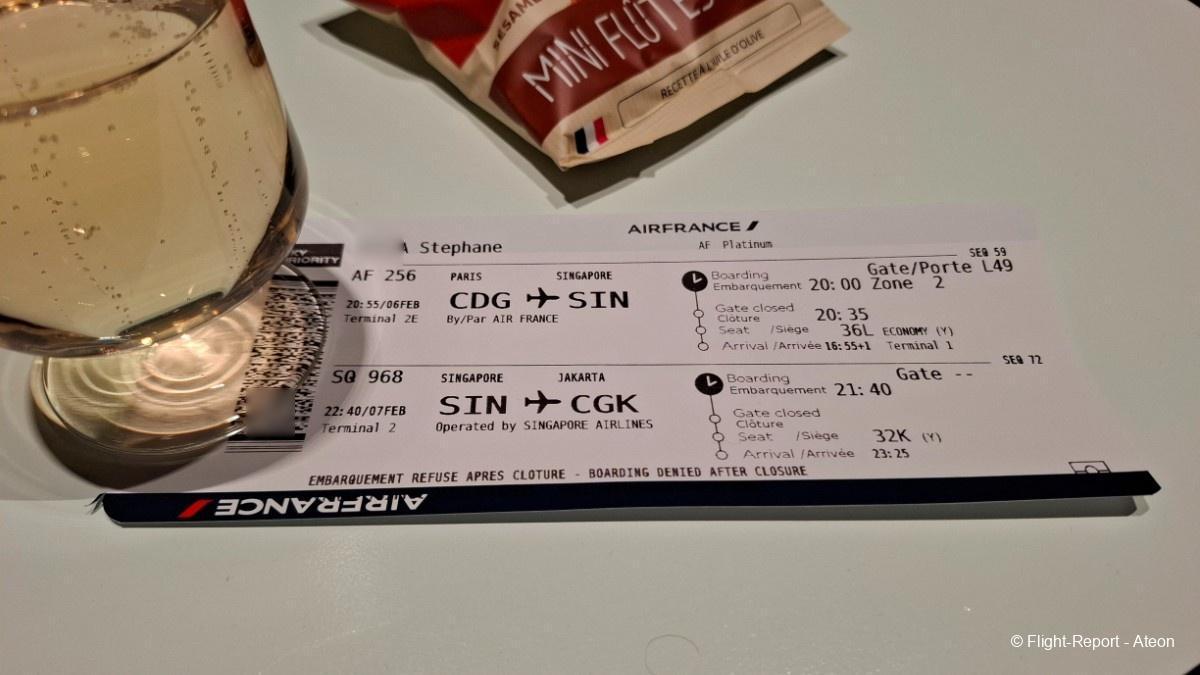 SESAME
MINI FLÛTES
RECETTE À L'HUILE D'OLIVE
AIRFRANCE
A Stephane
AF Platinum
SEQ 59
KY PRIORITY
AF 256 PARIS SINGAPORE
Boarding
Embarquement 20:00
Gate/Porte L49
Zone 2
20:55/06FEB CDG SIN
Terminal 2E By/Par AIR FRANCE
Gate closed
Clôture 20:35
Seat /Siège 36L ECONOMY (Y)
Arrival /Arrivée 16:55+1 Terminal 1
SEQ 72
SQ 968 SINGAPORE JAKARTA
Boarding
Embarquement 21:40
Gate --
22:40/07FEB SIN CGK
Terminal 2 Operated by SINGAPORE AIRLINES
Gate closed
Clôture
Seat /Siège 32K (Y)
Arrival /Arrivée 23:25
EMBARQUEMENT REFUSE APRES CLOTURE - BOARDING DENIED AFTER CLOSURE
AIRFRANCE
© Flight-Report - Ateon